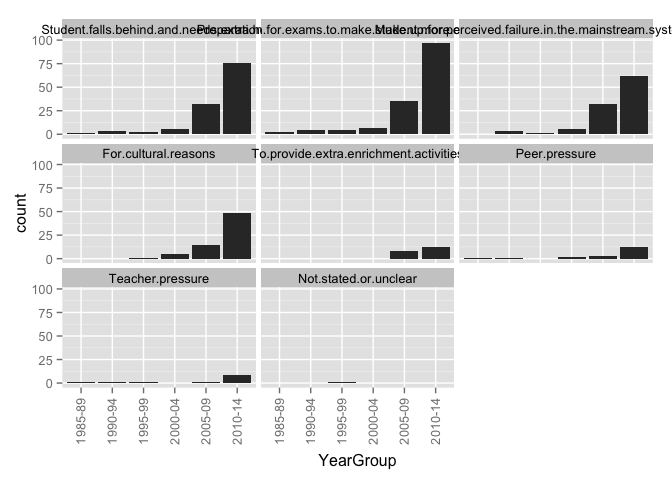 Student.falls.behind.and.needs.extra
Preparation.for.exams.to.make.student.more
Make.up.for.perceived.failure.in.the.mainstream.syst
100
75
50
25
0
For.cultural.reasons
To.provide.extra.enrichment.activities
Peer.pressure
100
75
50
25
0
Teacher.pressure
Not.stated.or.unclear
100
75
50
25
0
count
1985-89
1990-94
1995-99
2000-04
2005-09
2010-14
1985-89
1990-94
1995-99
2000-04
2005-09
2010-14
YearGroup